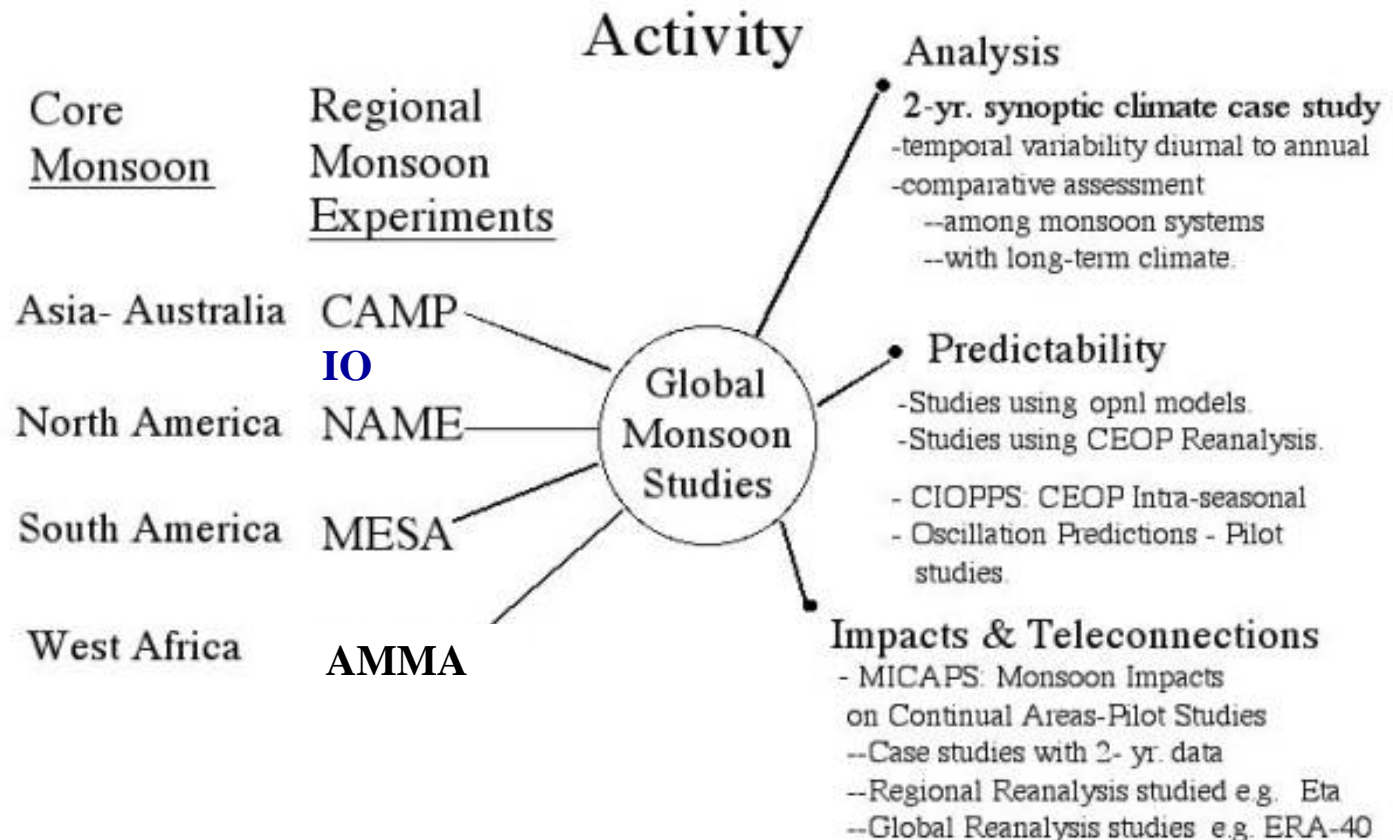 Activity
Core
Monsoon
Regional
Monsoon
Experiments
Asia- Australia CAMP
IO
North America NAME
South America MESA
West Africa AMMA
Global
Monsoon
Studies
Analysis
2-yr. synoptic climate case study
-temporal variability diurnal to annual
-comparative assessment
--among monsoon systems
--with long-term climate.
Predictability
-Studies using opnl models.
-Studies using CEOP Reanalysis.
- CIOPPS: CEOP Intra-seasonal
- Oscillation Predictions - Pilot
studies.
Impacts & Teleconnections
- MICAPS: Monsoon Impacts
on Continual Areas-Pilot Studies
--Case studies with 2- yr. data
--Regional Reanalysis studied e.g. Eta
--Global Reanalysis studies e.g. ERA-40